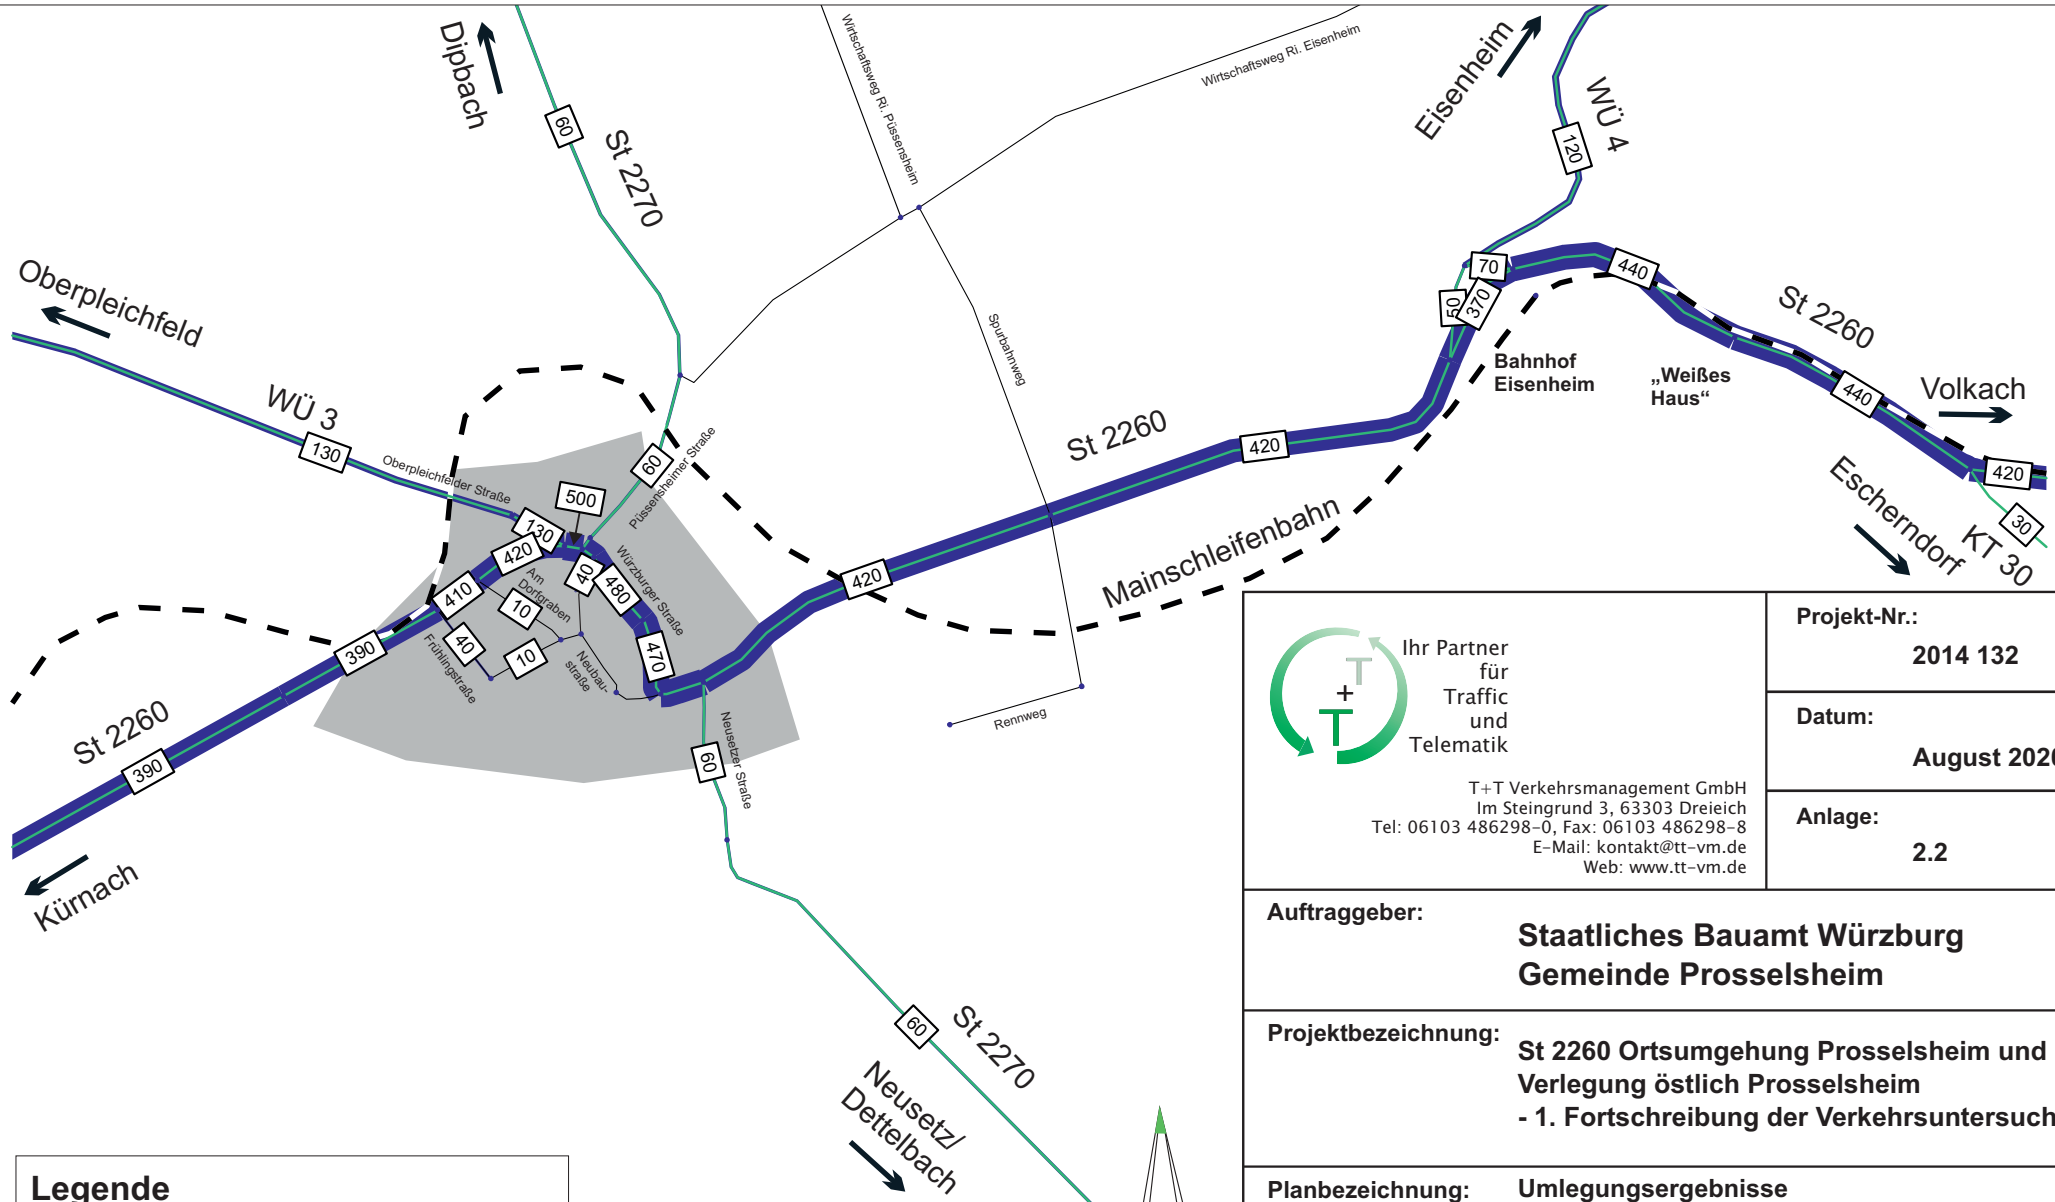 Dipbach
60
St 2270
Wirtschaftsweg Ri. Püssensheim
Wirtschaftsweg Ri. Eisenheim
Eisenheim
WÜ 4
120
Oberpleichfeld
WÜ 3
130
Oberpleichfelder Straße
70
50
370
440
St 2260
Bahnhof
Eisenheim
„Weißes
Haus“
440
Volkach
420
Escherndorf
30
KT 30
Spurbahnweg
St 2260
420
Mainschleifenbahn
420
Rennweg
60
Püssensheimer Straße
500
130
420
410
Am
Dorfgraben
40
480
Würzburger Straße
10
40
10
Frühlingstraße
Neubau-
straße
470
390
St 2260
390
Kürnach
60
Neusetzer Straße
60
St 2270
Neusetz/
Dettelbach
T
+
T
Ihr Partner
für
Traffic
und
Telematik
T+T Verkehrsmanagement GmbH
Im Steingrund 3, 63303 Dreieich
Tel: 06103 486298-0, Fax: 06103 486298-8
E-Mail: kontakt@tt-vm.de
Web: www.tt-vm.de
Projekt-Nr.:
2014 132
Datum:
August 2020
Anlage:
2.2
Auftraggeber:
Staatliches Bauamt Würzburg
Gemeinde Prosselsheim
Projektbezeichnung:
St 2260 Ortsumgehung Prosselsheim und
Verlegung östlich Prosselsheim
- 1. Fortschreibung der Verkehrsuntersuch
Planbezeichnung:
Umlegungsergebnisse
Legende